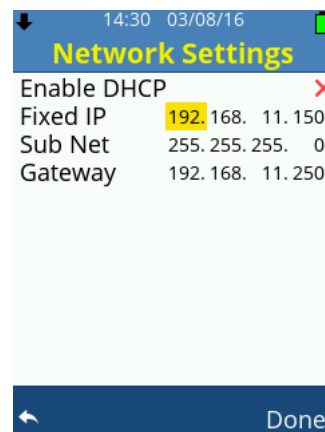 14:30 03/08/16
Network Settings
Enable DHCP
Fixed IP 192. 168. 11. 150
Sub Net 255. 255. 255. 0
Gateway 192. 168. 11. 250
Done